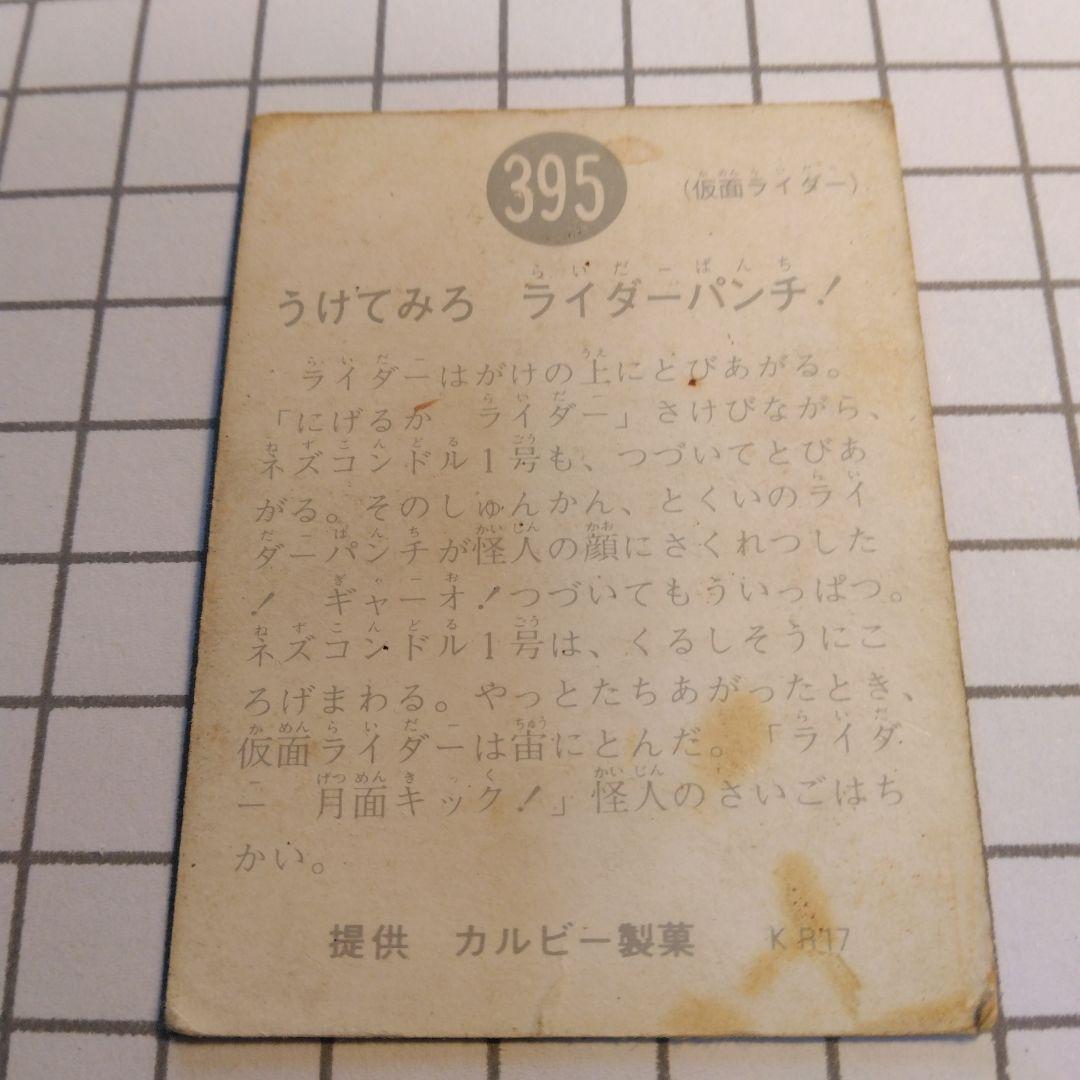 395
(仮面ライダー)
うけてみろ ライダーパンチ!
ライダーはがけの上にとびあがる。
「にげるか ライダー」さけびながら、
ネズコンドル1号も、つづいてとびあ
がる。そのしゅんかん、とくいのライ
ダーパンチが怪人の顔にさくれつした
! ギャーオ!つづいてもういっぱつ。
ネズコンドル1号は、くるしそうにこ
ろげまわる。やっとたちあがったとき、
仮面ライダーは宙にとんだ。「ライダ
ー 月面キック!」怪人のさいごはち
かい。
提供 カルビー製菓 KR17